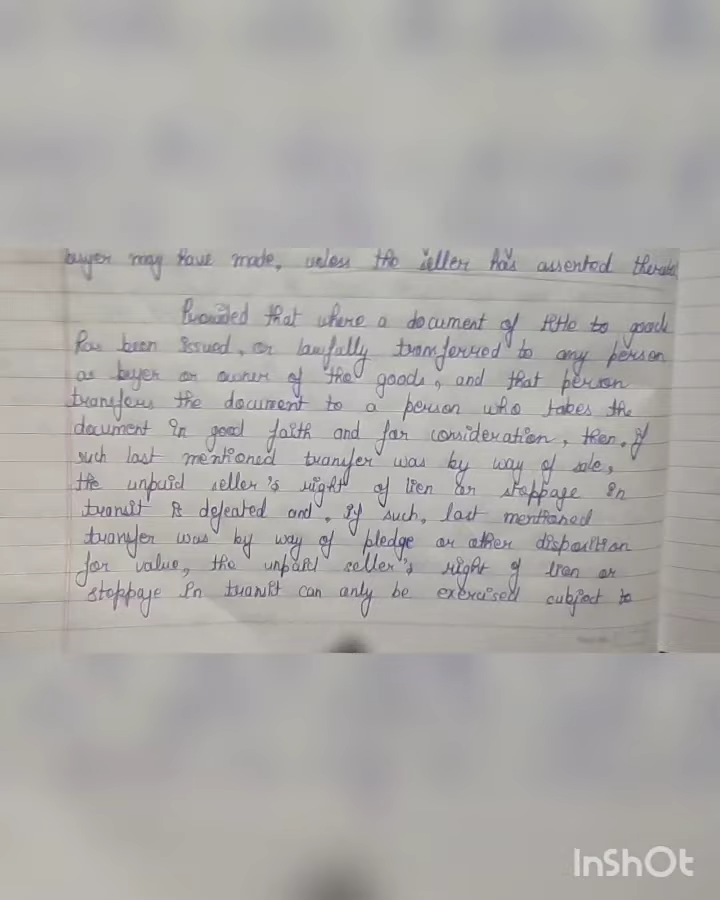 buyer may have made, unless the seller has assented thereto
Provided that where a document of title to good
has been issued, or lawfully transferred to any person
as buyer or owner of the goods, and that person
transfers the document to a person who takes the
document in good faith and for consideration, then, if
such last mentioned transfer was by way of sale,
the unpaid seller's right of lien or stoppage in
transit is defeated and, if such, last mentioned
transfer was by way of pledge or other disposition
for value, the unpaid seller's right of lien or
stoppage in transit can only be exercised subject to
InShOt